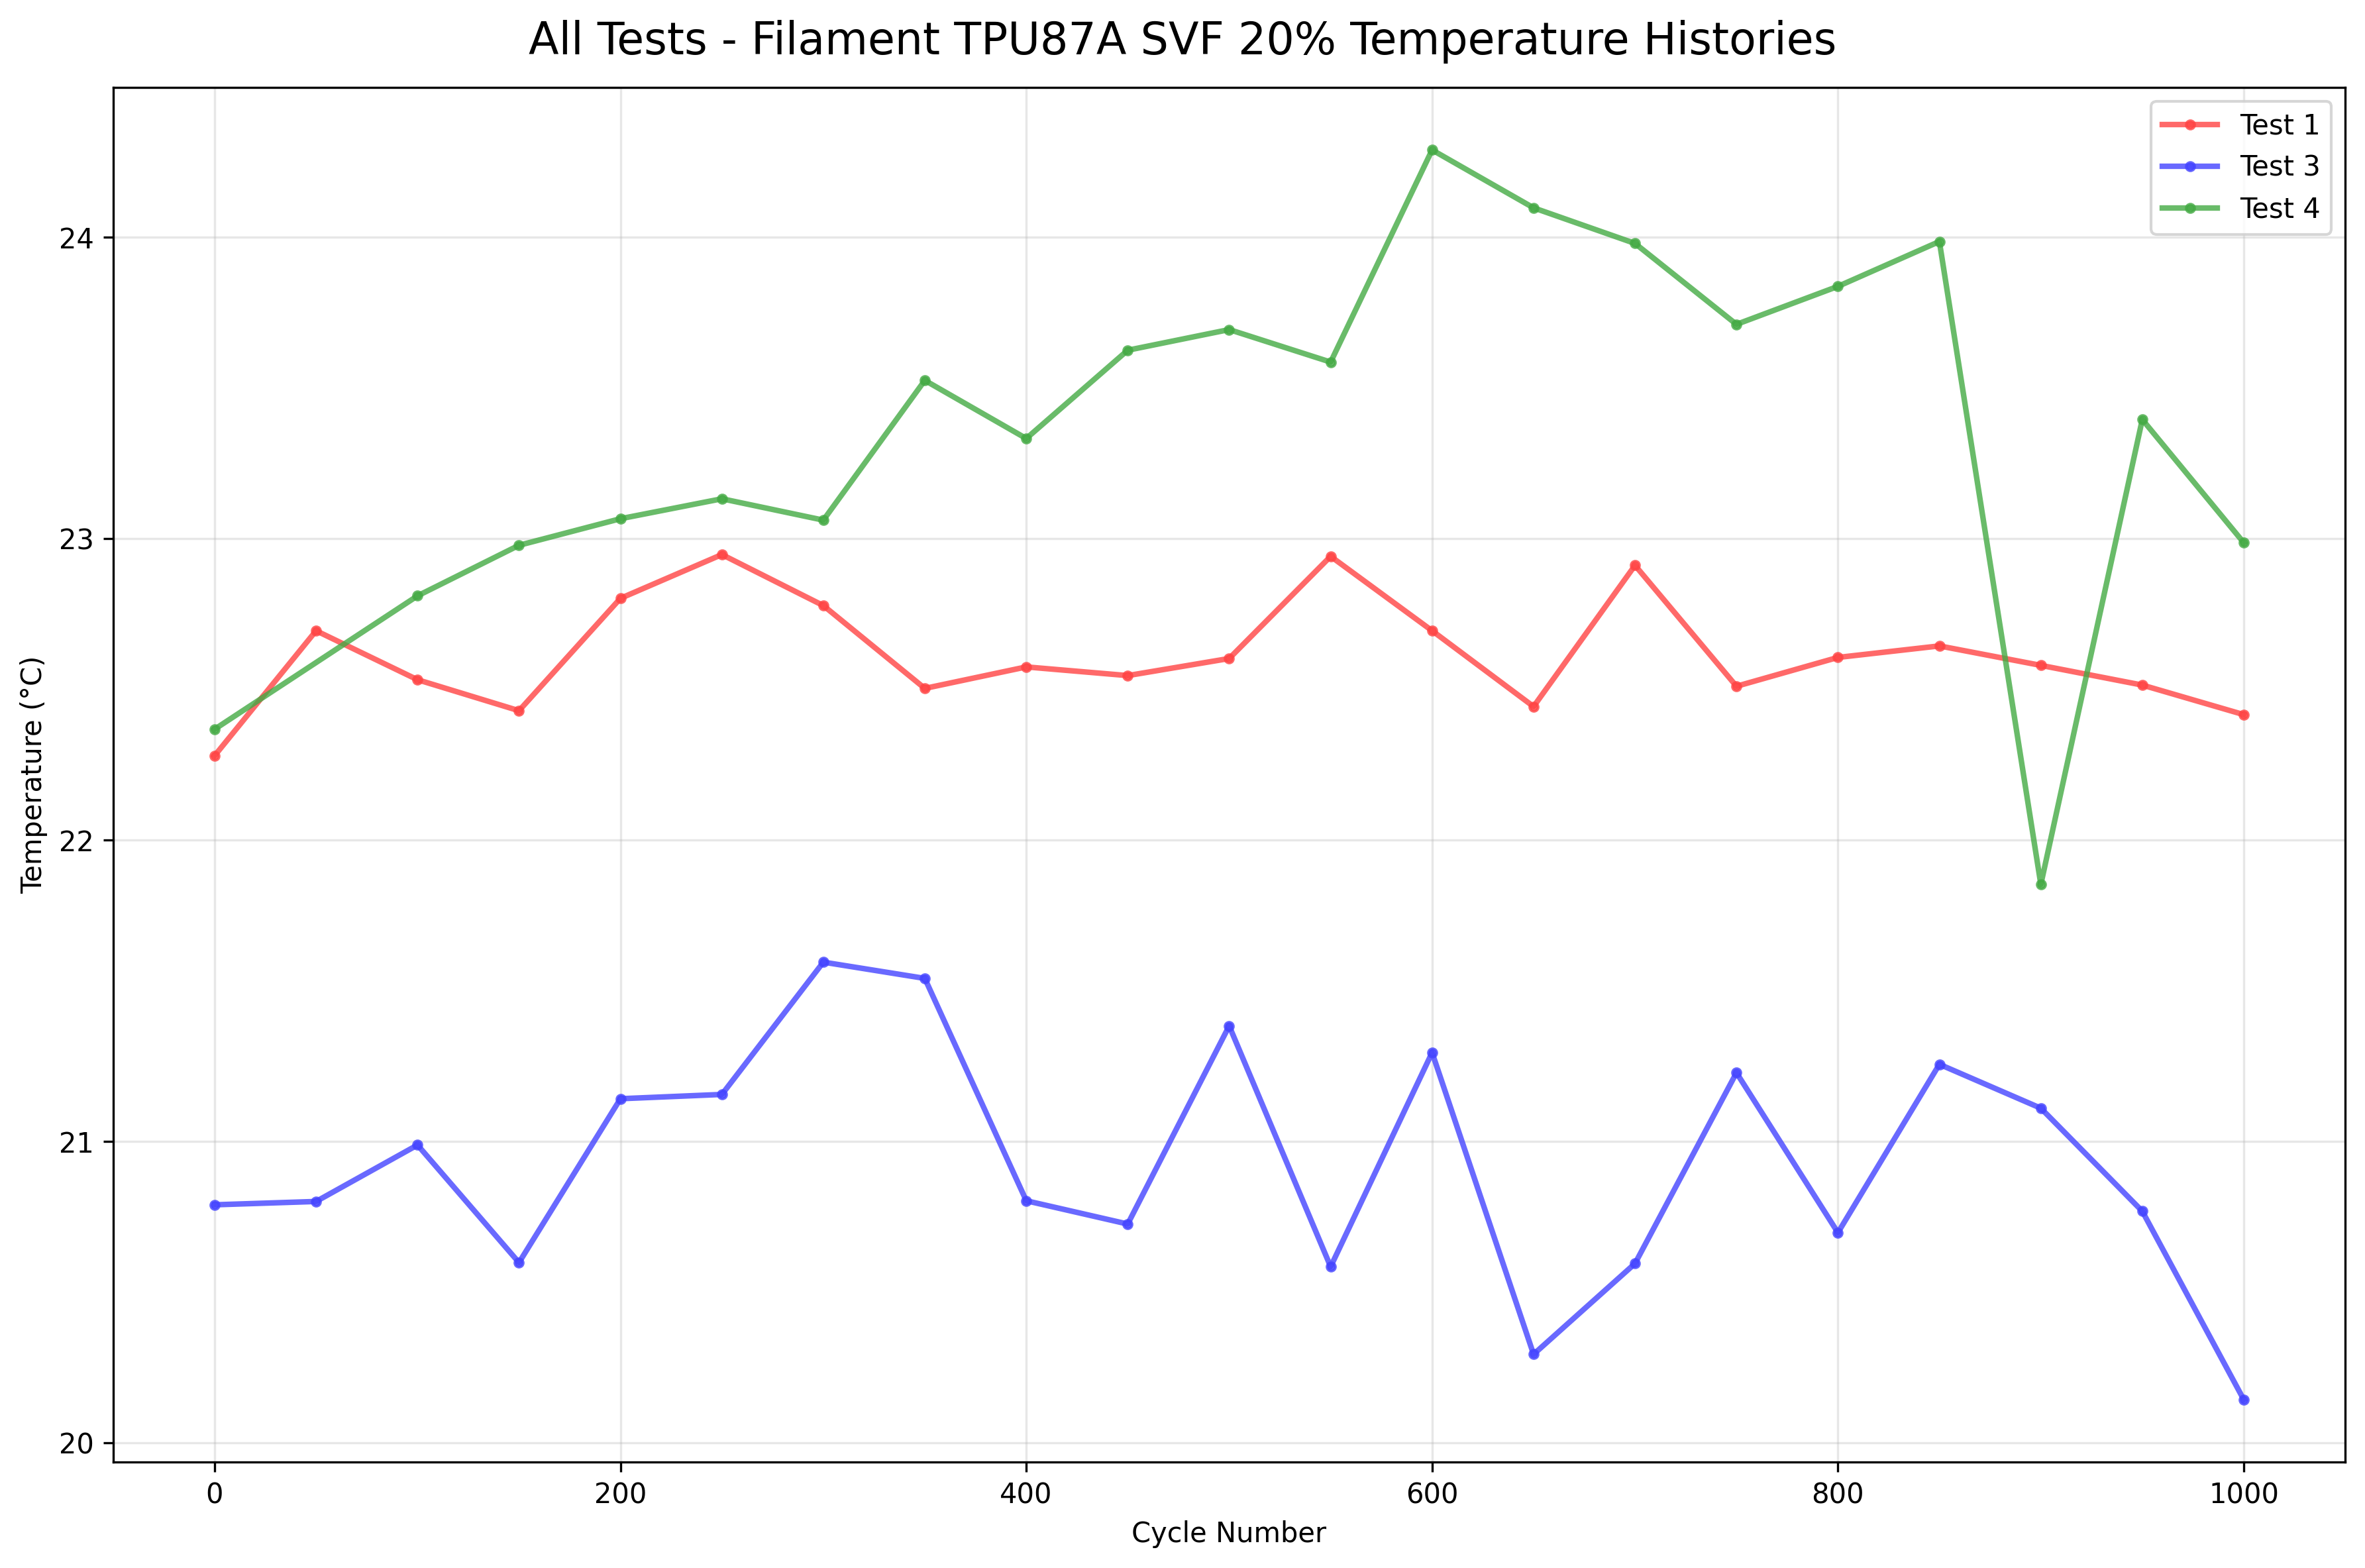 All Tests - Filament TPU87A SVF 20% Temperature Histories
Test 1
Test 3
Test 4
Temperature (°C)
24
23
22
21
20
0 200 400 600 800 1000
Cycle Number